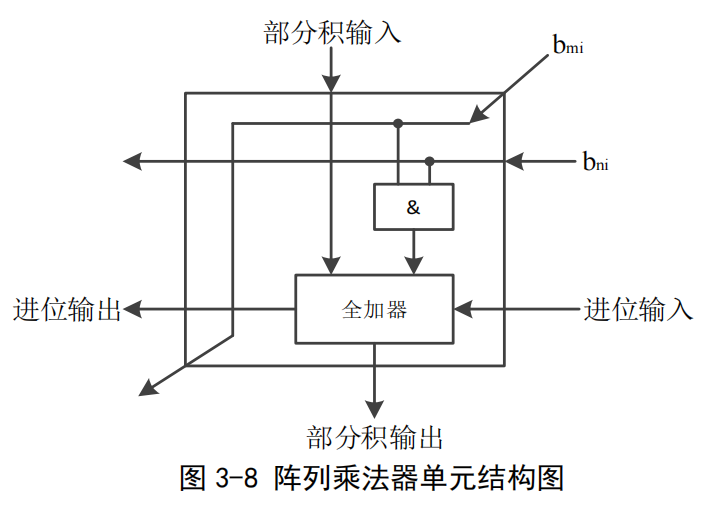 部分积输入
bmi
bni
&
进位输出
全加器
进位输入
部分积输出
图 3-8 阵列乘法器单元结构图